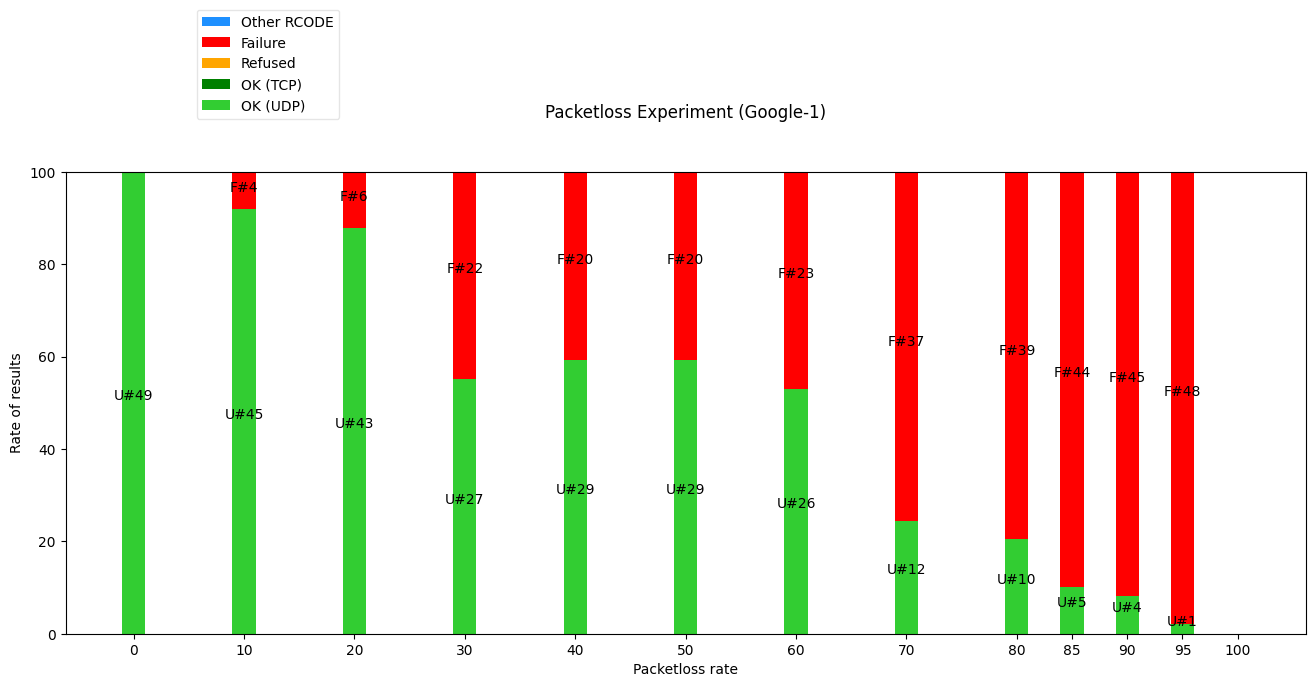 Other RCODE
Failure
Refused
OK (TCP)
OK (UDP)
Packetloss Experiment (Google-1)
Rate of results
100
80
60
40
20
0
F#4
F#6
F#22
F#20
F#20
F#23
F#37
F#39
F#44
F#45
F#48
U#49
U#45
U#43
U#27
U#29
U#29
U#26
U#12
U#10
U#5
U#4
U#1
0 10 20 30 40 50 60 70 80 85 90 95 100
Packetloss rate